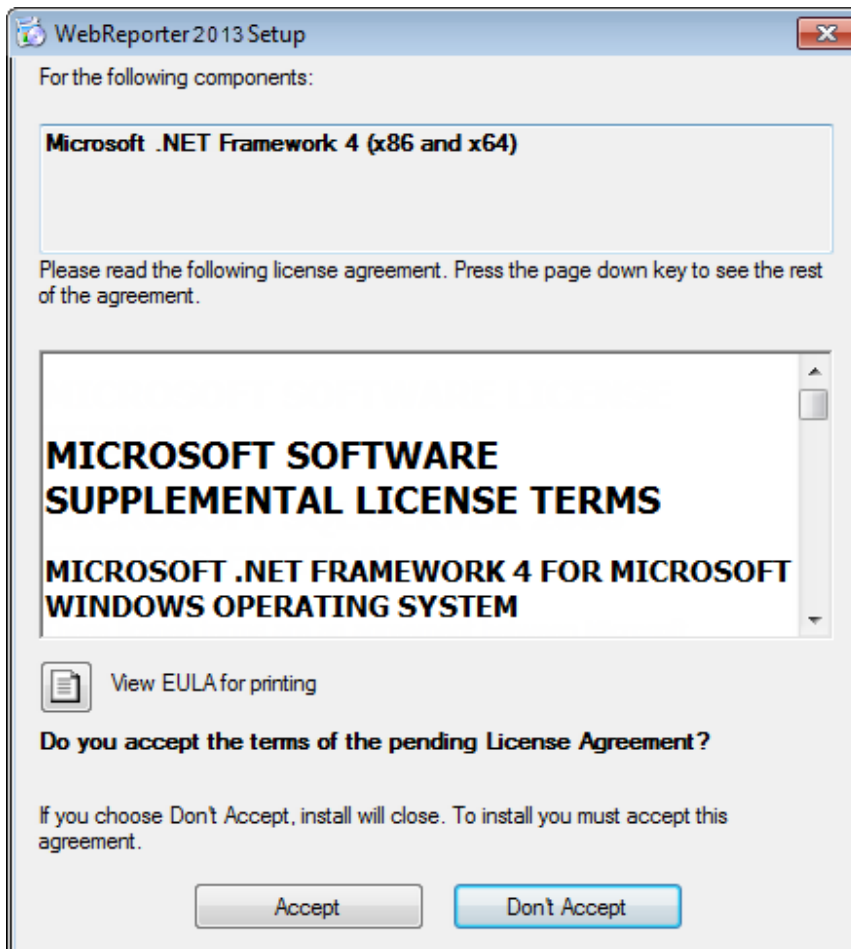 WebReporter 2013 Setup
For the following components:
Microsoft .NET Framework 4 (x86 and x64)
Please read the following license agreement. Press the page down key to see the rest
of the agreement.
MICROSOFT SOFTWARE
SUPPLEMENTAL LICENSE TERMS
MICROSOFT .NET FRAMEWORK 4 FOR MICROSOFT
WINDOWS OPERATING SYSTEM
View EULA for printing
Do you accept the terms of the pending License Agreement?
If you choose Don't Accept, install will close. To install you must accept this
agreement.
Accept
Don't Accept